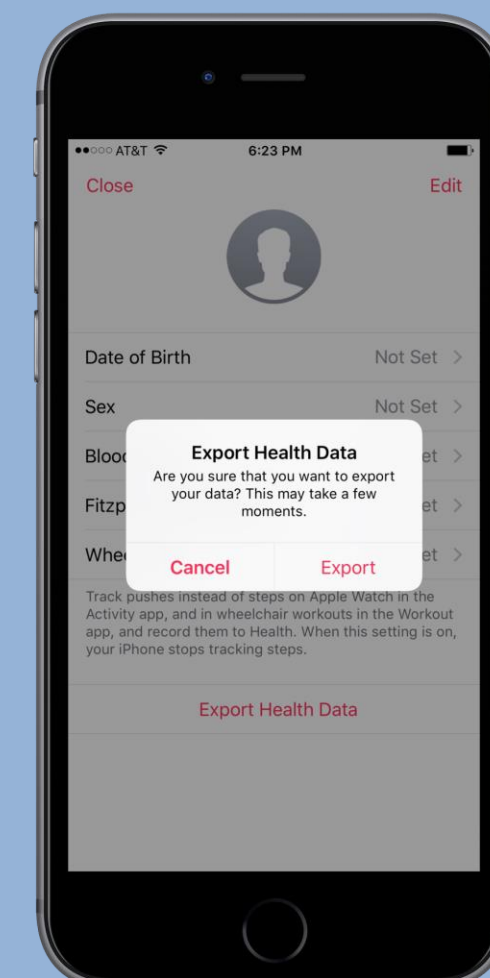 AT&T 6:23 PM
Close Edit
Date of Birth Not Set
Sex Not Set
Export Health Data
Are you sure that you want to export
your data? This may take a few
moments.
Cancel Export
Track pushes instead of steps on Apple Watch in the
Activity app, and in wheelchair workouts in the Workout
app, and record them to Health. When this setting is on,
your iPhone stops tracking steps.
Export Health Data